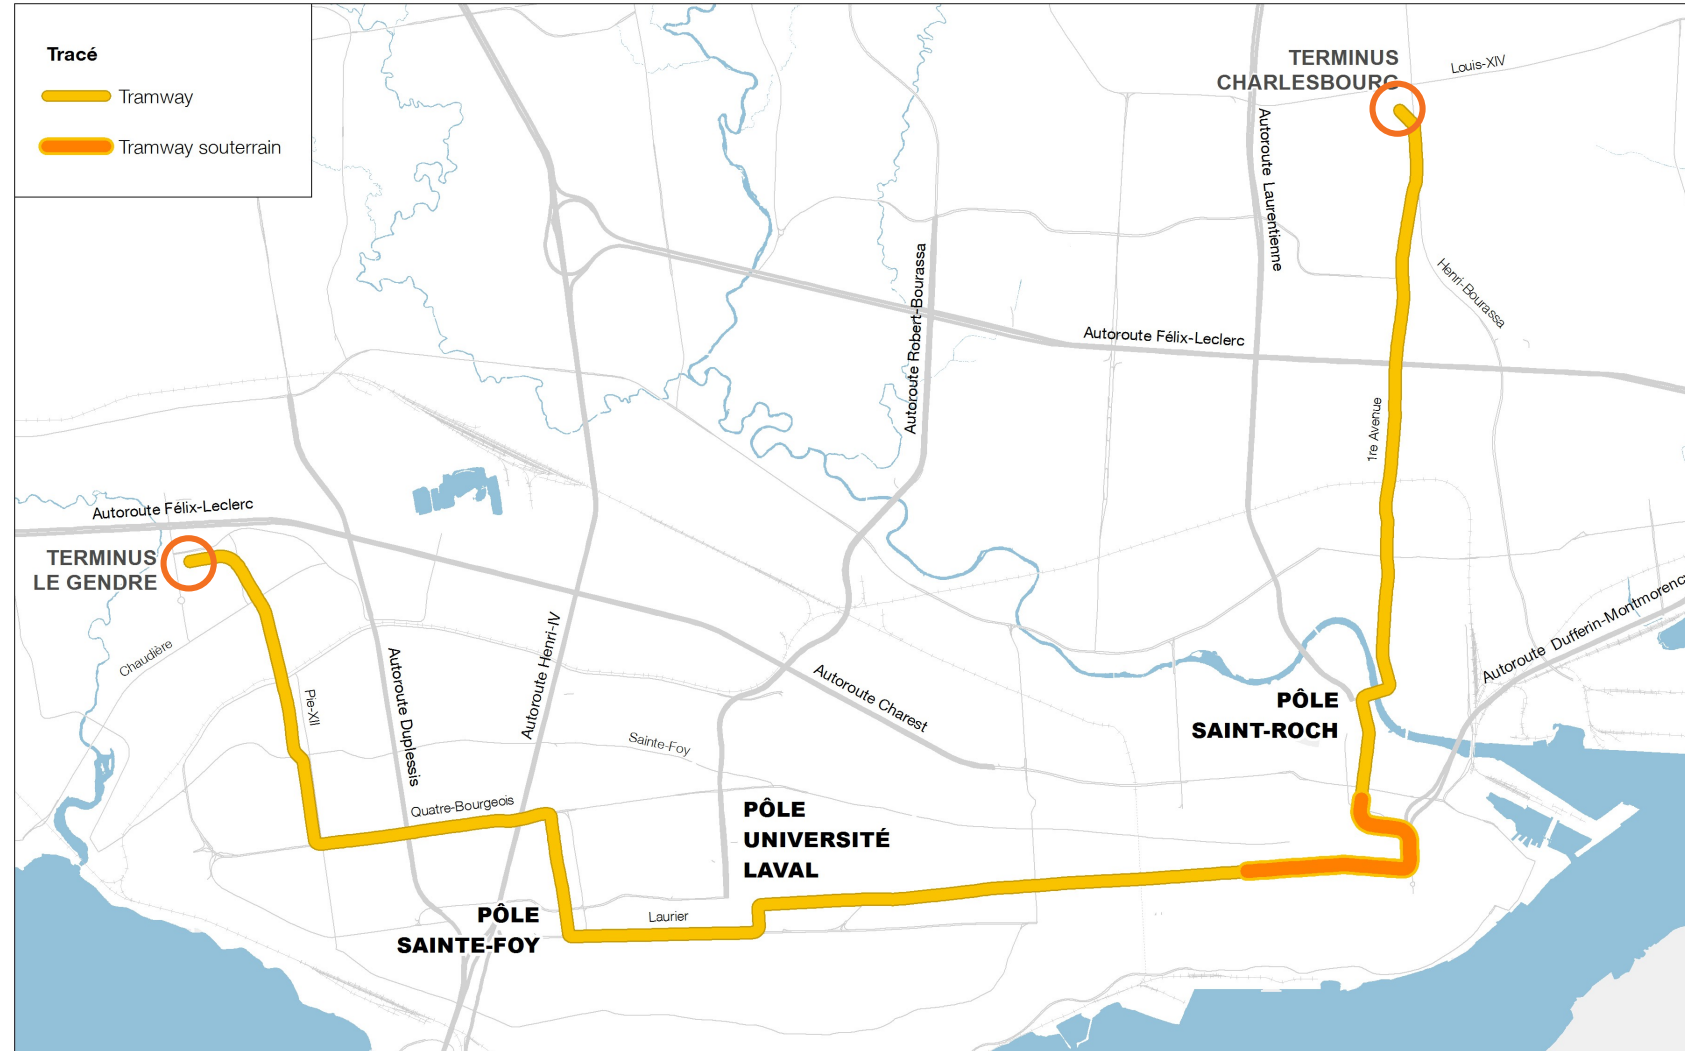 Tracé
Tramway
Tramway souterrain
TERMINUS
CHARLESBOURG
Louis-XIV
Autoroute Laurentienne
Henri-Bourassa
Autoroute Robert-Bourassa
Autoroute Félix-Leclerc
1re Avenue
Autoroute Félix-Leclerc
TERMINUS
LE GENDRE
Chaudière
Pie-XII
Autoroute Duplessis
Autoroute Henri-IV
Autoroute Charest
Sainte-Foy
Autoroute Dufferin-Montmorenc
PÔLE
SAINT-ROCH
Quatre-Bourgeois
PÔLE
UNIVERSITÉ
LAVAL
PÔLE
SAINTE-FOY
Laurier